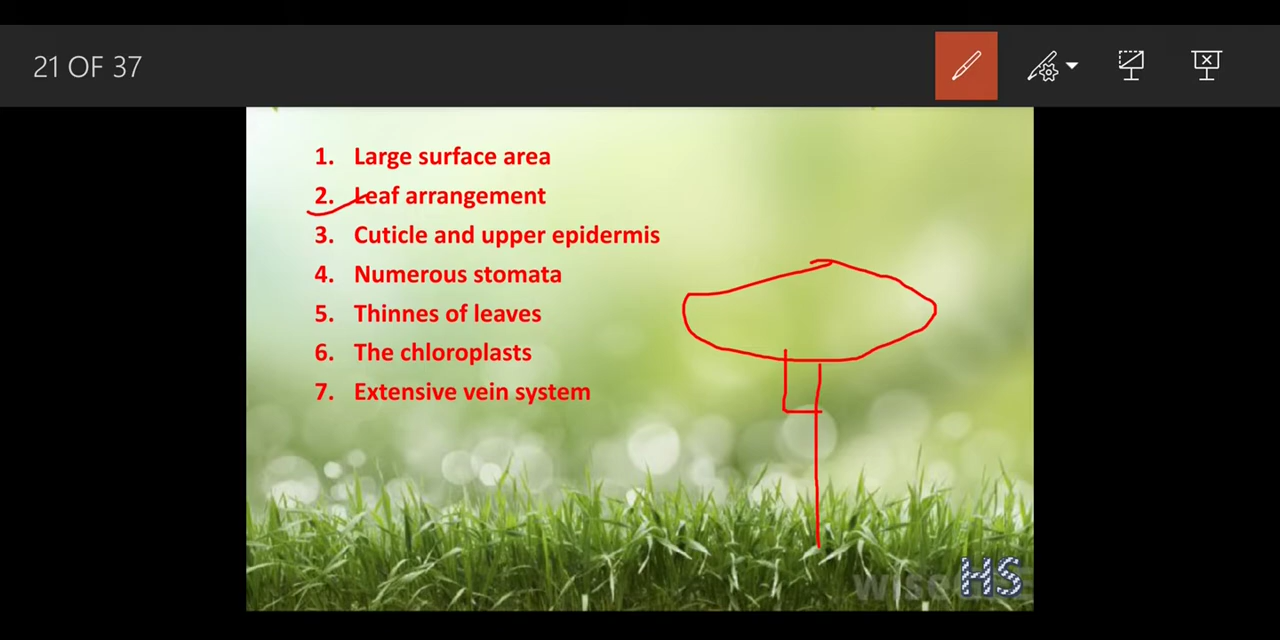 21 OF 37
1. Large surface area
2. Leaf arrangement
3. Cuticle and upper epidermis
4. Numerous stomata
5. Thinnes of leaves
6. The chloroplasts
7. Extensive vein system
wise HS